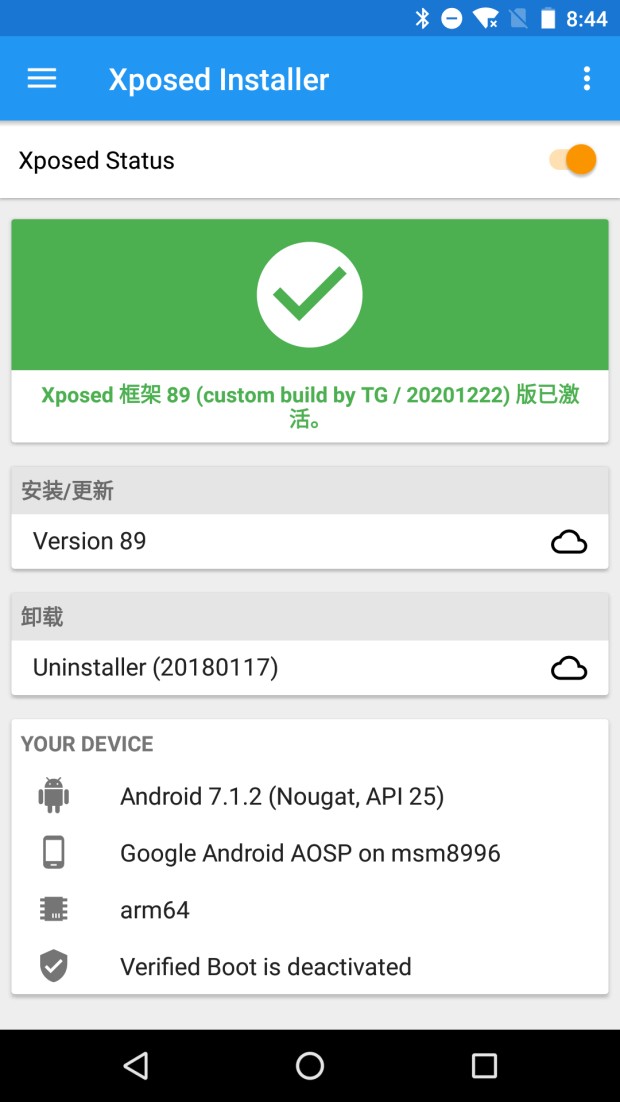 8:44
Xposed Installer
Xposed Status
Xposed 框架 89 (custom build by TG / 20201222) 版已激
活。
安装/更新
Version 89
卸载
Uninstaller (20180117)
YOUR DEVICE
Android 7.1.2 (Nougat, API 25)
Google Android AOSP on msm8996
arm64
Verified Boot is deactivated